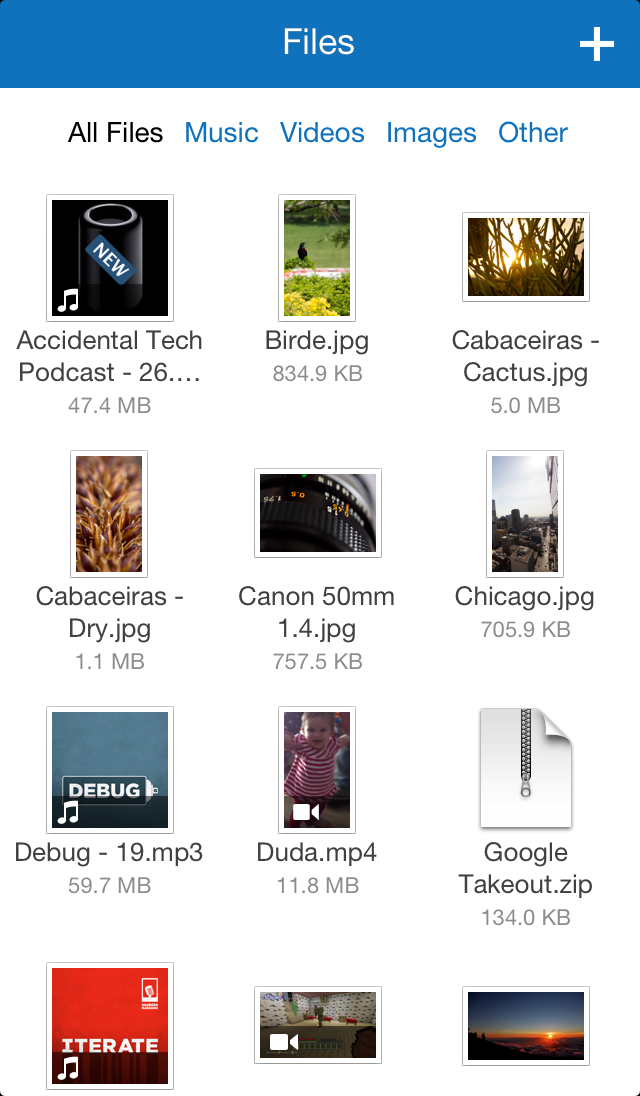 Files
All Files Music Videos Images Other
NEW
Accidental Tech
Podcast - 26....
47.4 MB
Birde.jpg
834.9 KB
Cabaceiras -
Cactus.jpg
5.0 MB
Cabaceiras -
Dry.jpg
1.1 MB
Canon 50mm
1.4.jpg
757.5 KB
Chicago.jpg
705.9 KB
DEBUG
Debug - 19.mp3
59.7 MB
Duda.mp4
11.8 MB
Google
Takeout.zip
134.0 KB
ITERATE